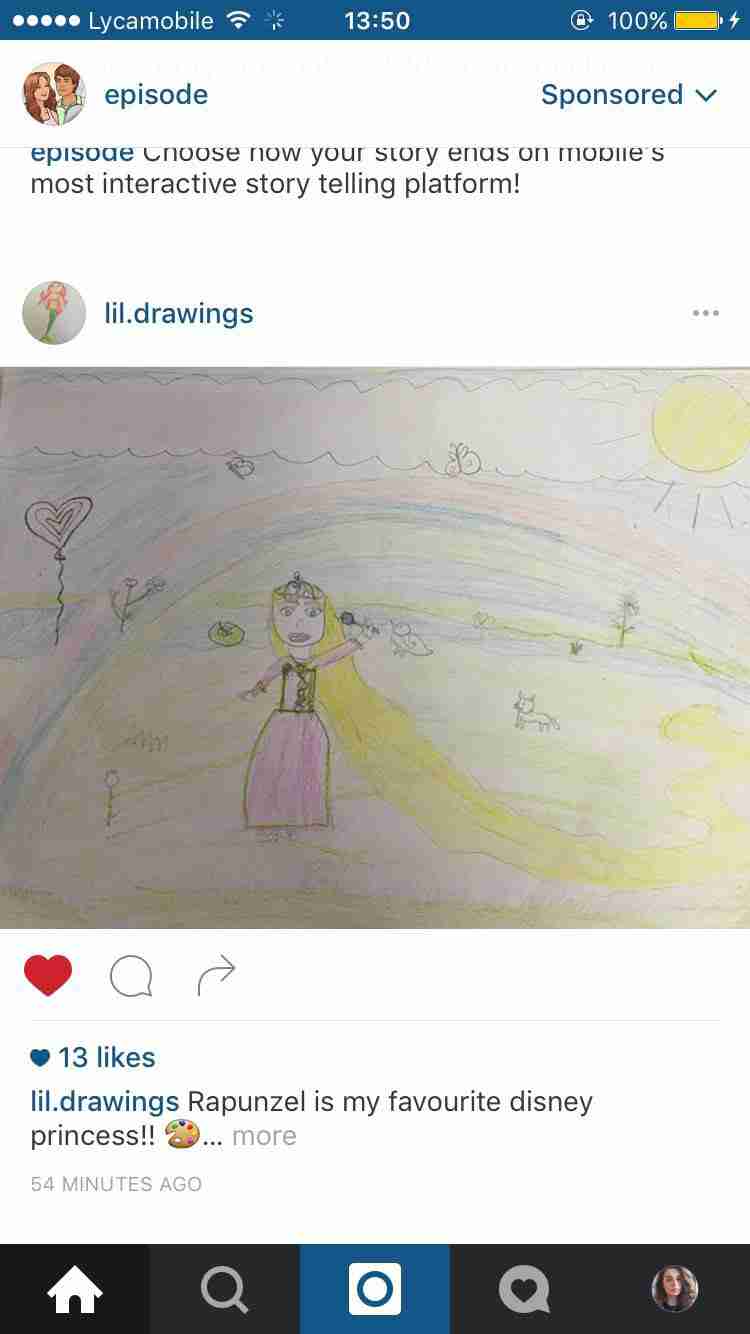 Lycamobile 13:50 100%
episode Sponsored
episode Choose how your story ends on mobile's
most interactive story telling platform!
lil.drawings
13 likes
lil.drawings Rapunzel is my favourite disney
princess!! 🎨... more
54 MINUTES AGO